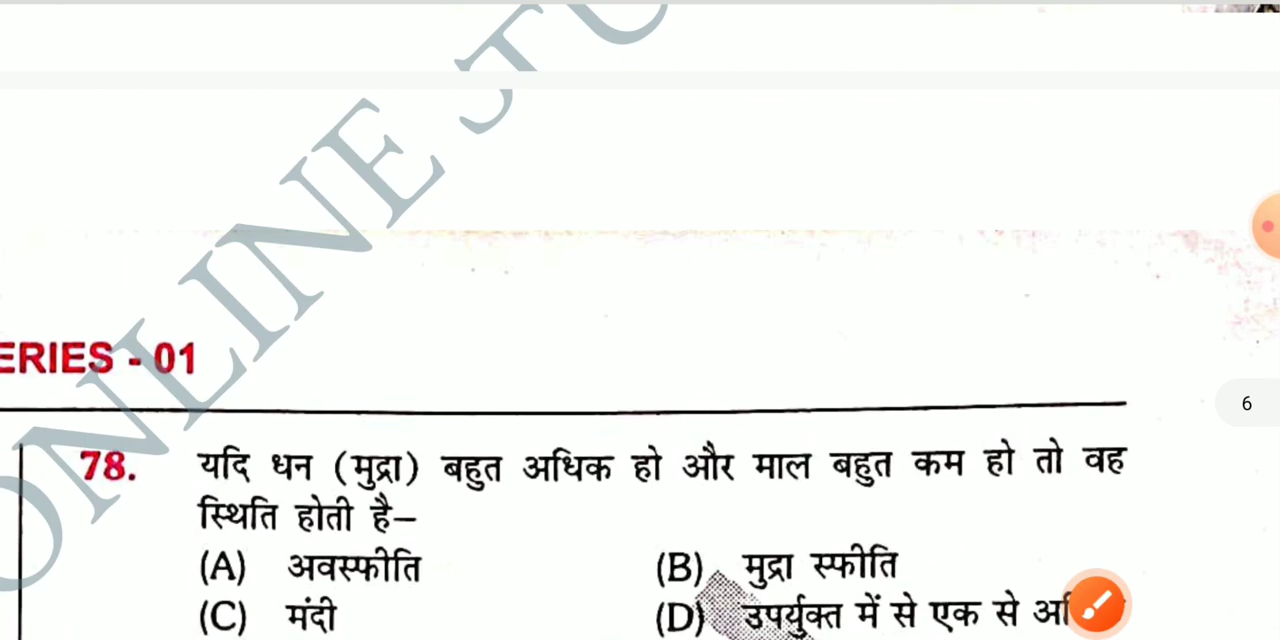 ONLINE
ERIES - 01
6
78. यदि धन (मुद्रा) बहुत अधिक हो और माल बहुत कम हो तो वह
स्थिति होती है–
(A) अवस्फीति (B) मुद्रा स्फीति
(C) मंदी (D) उपर्युक्त में से एक से